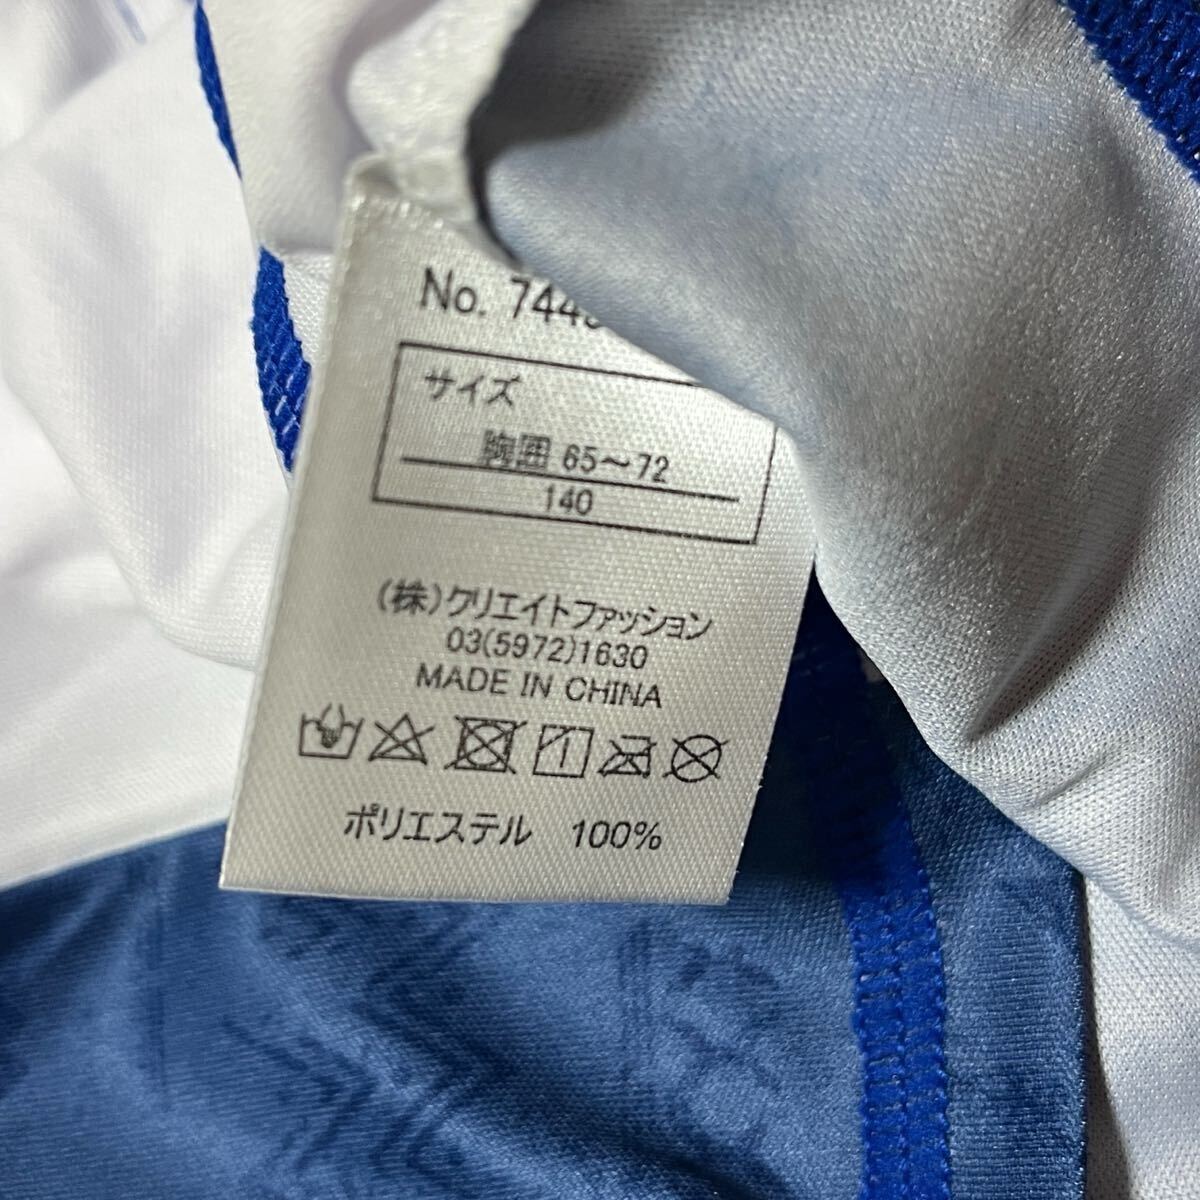 No. 744
サイズ
胸囲 65～72
140
(株)クリエイトファッション
03(5972)1630
MADE IN CHINA
ポリエステル 100%